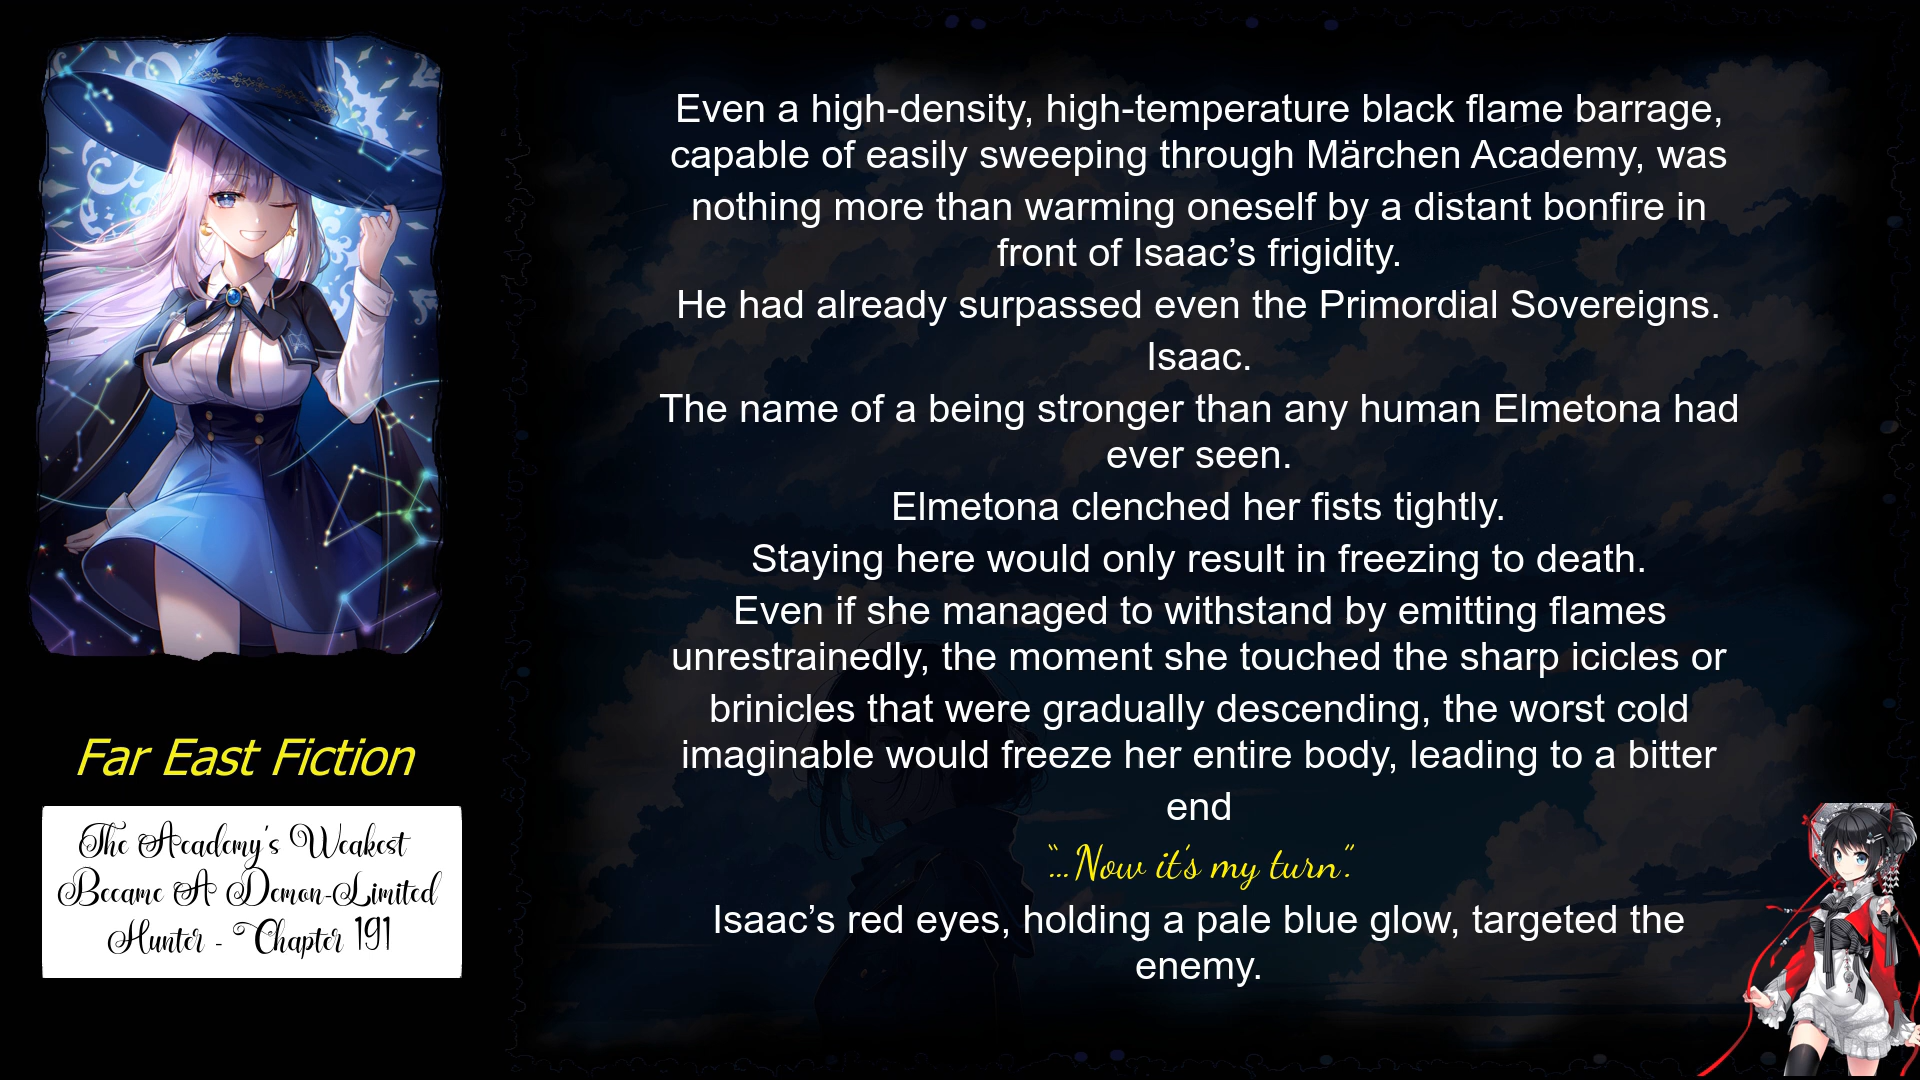 Even a high-density, high-temperature black flame barrage,
capable of easily sweeping through Märchen Academy, was
nothing more than warming oneself by a distant bonfire in
front of Isaac’s frigidity.
He had already surpassed even the Primordial Sovereigns.
Isaac.
The name of a being stronger than any human Elmetona had
ever seen.
Elmetona clenched her fists tightly.
Staying here would only result in freezing to death.
Even if she managed to withstand by emitting flames
unrestrainedly, the moment she touched the sharp icicles or
brinicles that were gradually descending, the worst cold
imaginable would freeze her entire body, leading to a bitter
end
“…Now it’s my turn.”
Isaac’s red eyes, holding a pale blue glow, targeted the
enemy.
Far East Fiction
The Academy's Weakest
Became A Demon-Limited
Hunter - Chapter 191